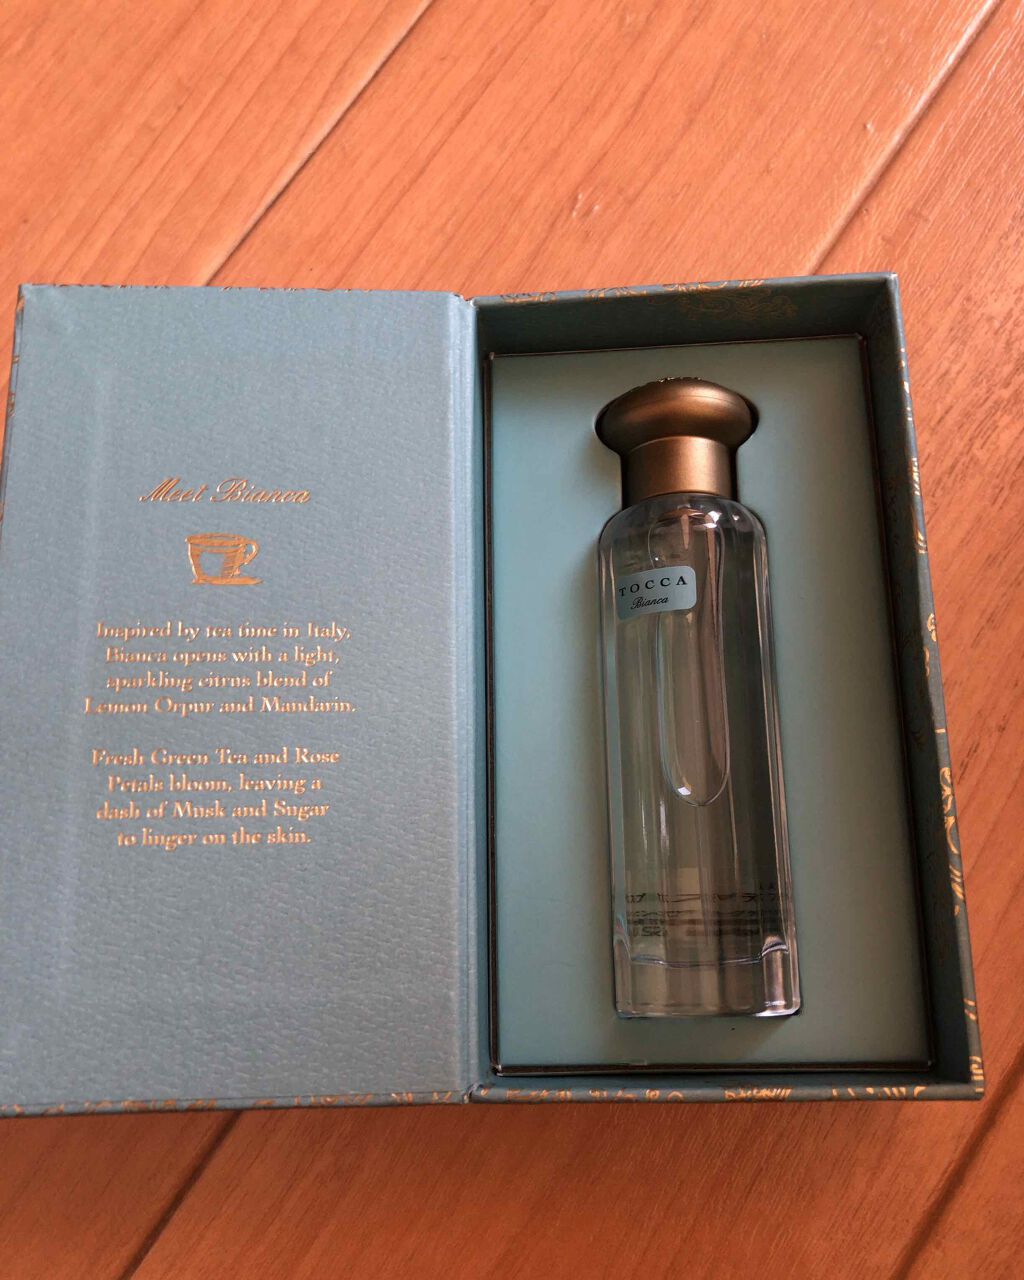 Meet Bianca
Inspired by tea time in Italy,
Bianca opens with a light,
sparkling citrus blend of
Lemon Orpur and Mandarin.
Fresh Green Tea and Rose
Petals bloom, leaving a
dash of Musk and Sugar
to linger on the skin.
TOCCA
Bianca